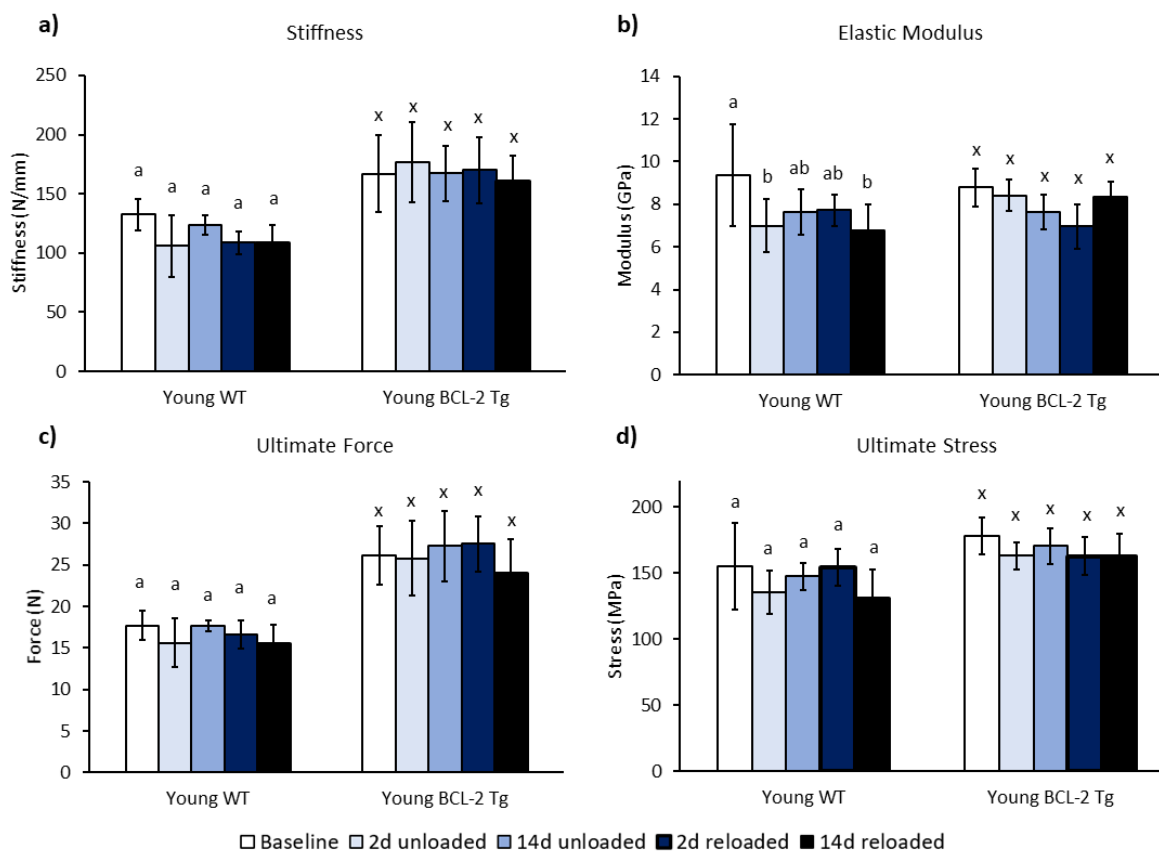 a)
Stiffness
Stiffness (N/mm)
250
200
150
100
50
0
a a a a a
x x x x x
Young WT Young BCL-2 Tg
b)
Elastic Modulus
Modulus (GPa)
14
12
10
8
6
4
2
0
a b ab ab b
x x x x x
Young WT Young BCL-2 Tg
c)
Ultimate Force
Force (N)
35
30
25
20
15
10
5
0
a a a a a
x x x x x
Young WT Young BCL-2 Tg
d)
Ultimate Stress
Stress (MPa)
200
150
100
50
0
a a a a a
x x x x x
Young WT Young BCL-2 Tg
Baseline 2d unloaded 14d unloaded 2d reloaded 14d reloaded